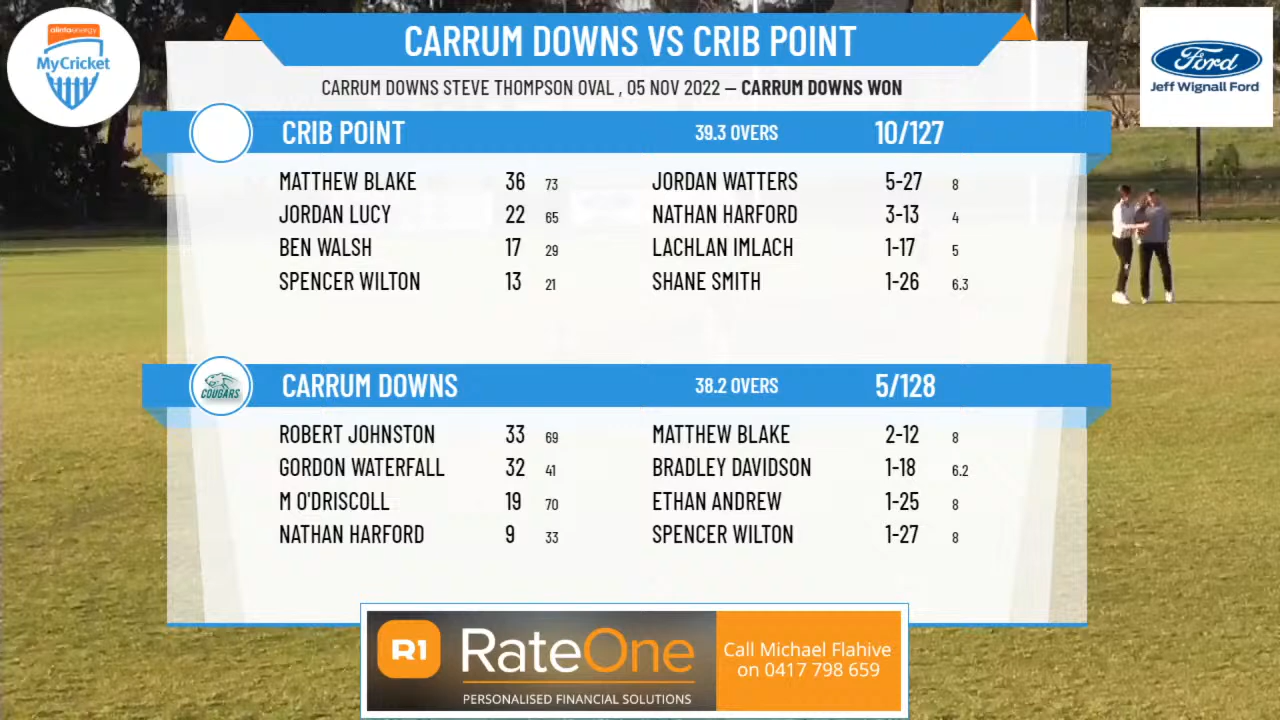 alintaenergy
MyCricket
CARRUM DOWNS VS CRIB POINT
Ford
Jeff Wignall Ford
CARRUM DOWNS STEVE THOMPSON OVAL , 05 NOV 2022 – CARRUM DOWNS WON
CRIB POINT 39.3 OVERS 10/127
MATTHEW BLAKE 36 73 JORDAN WATTERS 5-27 8
JORDAN LUCY 22 65 NATHAN HARFORD 3-13 4
BEN WALSH 17 29 LACHLAN IMLACH 1-17 5
SPENCER WILTON 13 21 SHANE SMITH 1-26 6.3
COUGARS CARRUM DOWNS 38.2 OVERS 5/128
ROBERT JOHNSTON 33 69 MATTHEW BLAKE 2-12 8
GORDON WATERFALL 32 41 BRADLEY DAVIDSON 1-18 6.2
M O'DRISCOLL 19 70 ETHAN ANDREW 1-25 8
NATHAN HARFORD 9 33 SPENCER WILTON 1-27 8
R1 RateOne
PERSONALISED FINANCIAL SOLUTIONS
Call Michael Flahive
on 0417 798 659